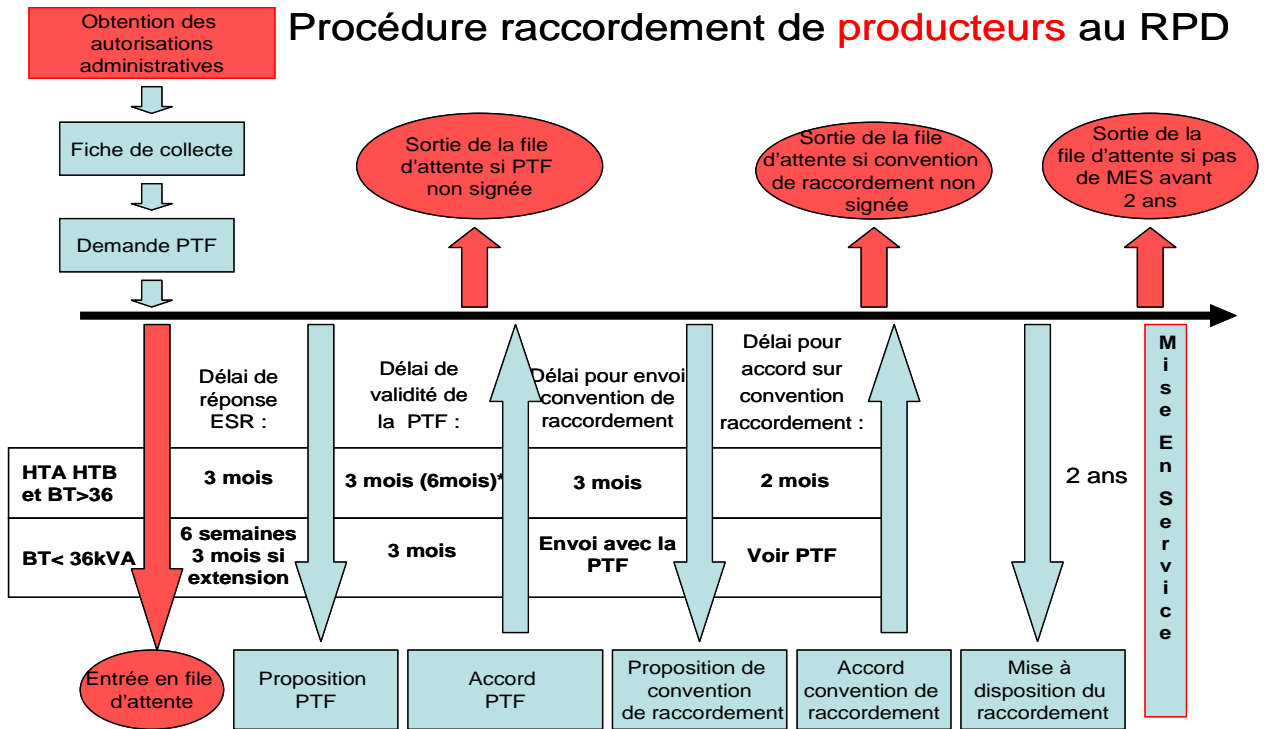 Procédure raccordement de producteurs au RPD
Obtention des
autorisations
administratives
Fiche de collecte
Demande PTF
Sortie de la file
d'attente si PTF
non signée
Sortie de la file
d'attente si convention
de raccordement non
signée
Sortie de la
file d'attente si pas
de MES avant
2 ans
Délai de
réponse
ESR :
Délai de
validité de
la PTF :
Délai pour envoi
convention de
raccordement
Délai pour
accord sur
convention
raccordement :
HTA HTB
et BT>36
3 mois
3 mois (6mois)*
3 mois
2 mois
2 ans
BT< 36kVA
6 semaines
3 mois si
extension
3 mois
Envoi avec la
PTF
Voir PTF
Mise En Service
Entrée en file
d'attente
Proposition
PTF
Accord
PTF
Proposition de
convention
de raccordement
Accord
convention de
raccordement
Mise à
disposition du
raccordement